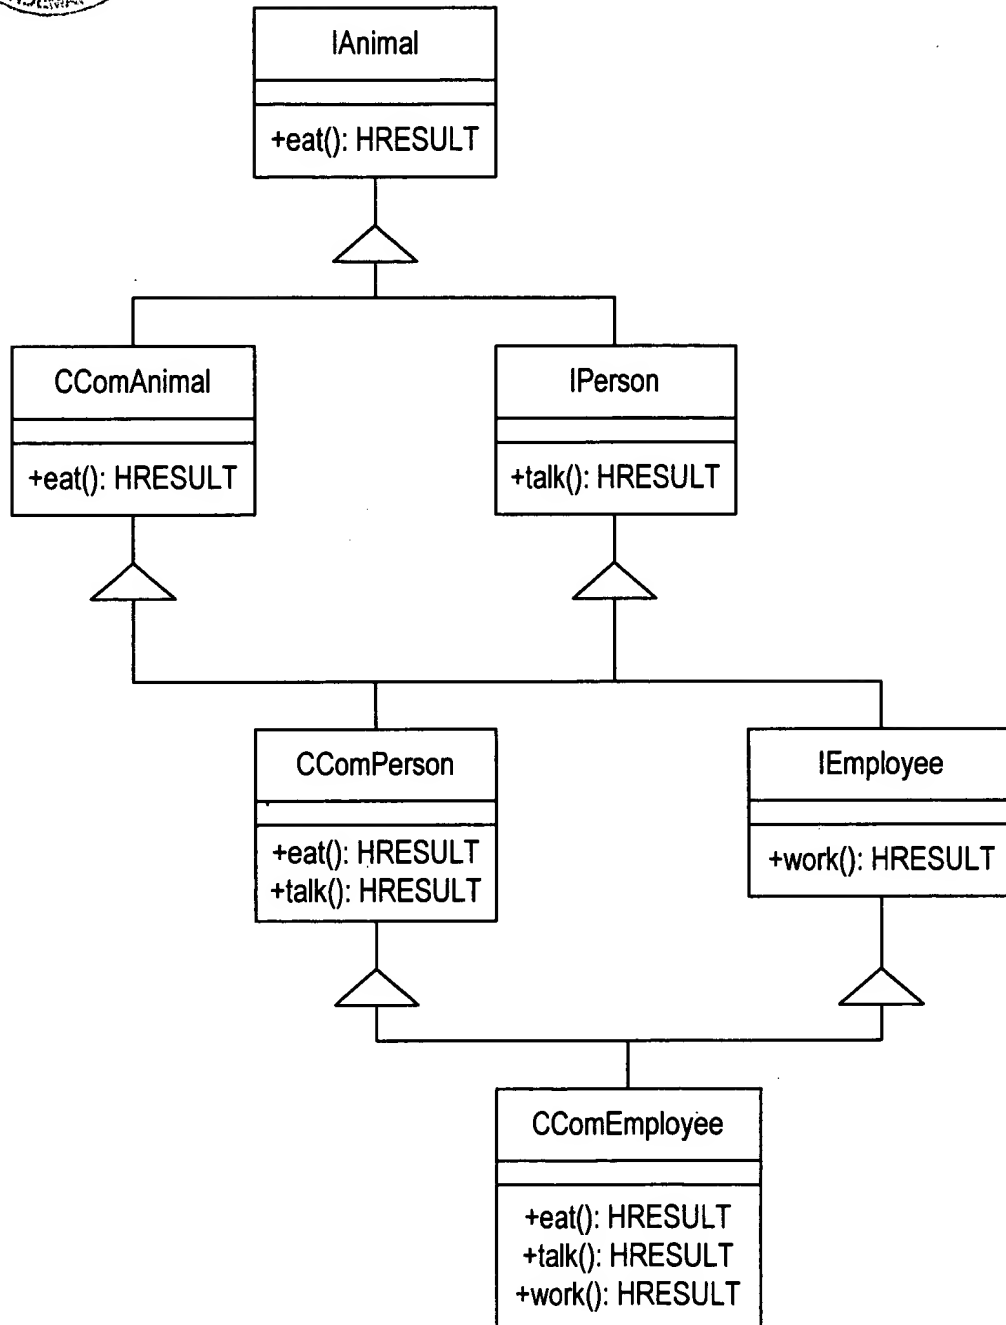 IAnimal
+eat(): HRESULT
CComAnimal
+eat(): HRESULT
IPerson
+talk(): HRESULT
CComPerson
+eat(): HRESULT
+talk(): HRESULT
IEmployee
+work(): HRESULT
CComEmployee
+eat(): HRESULT
+talk(): HRESULT
+work(): HRESULT